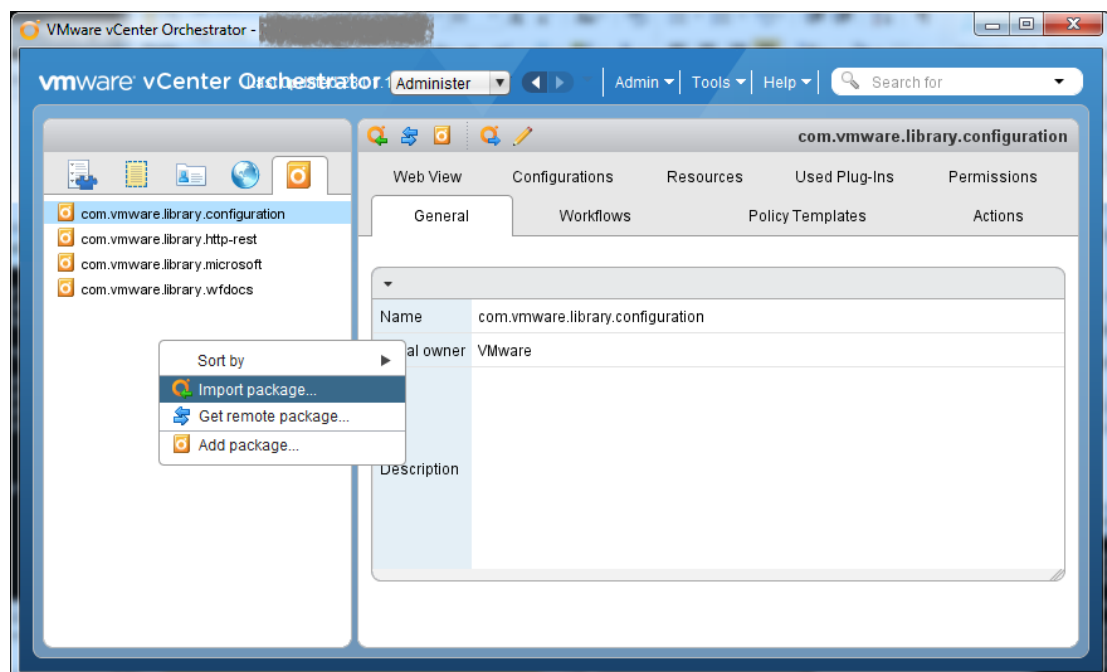 VMware vCenter Orchestrator -
vmware vCenter Orchestrator Administer Admin Tools Help Search for
com.vmware.library.configuration
Web View Configurations Resources Used Plug-Ins Permissions
General Workflows Policy Templates Actions
com.vmware.library.configuration
com.vmware.library.http-rest
com.vmware.library.microsoft
com.vmware.library.wfdocs
Sort by
Import package...
Get remote package...
Add package...
Name com.vmware.library.configuration
al owner VMware
Description